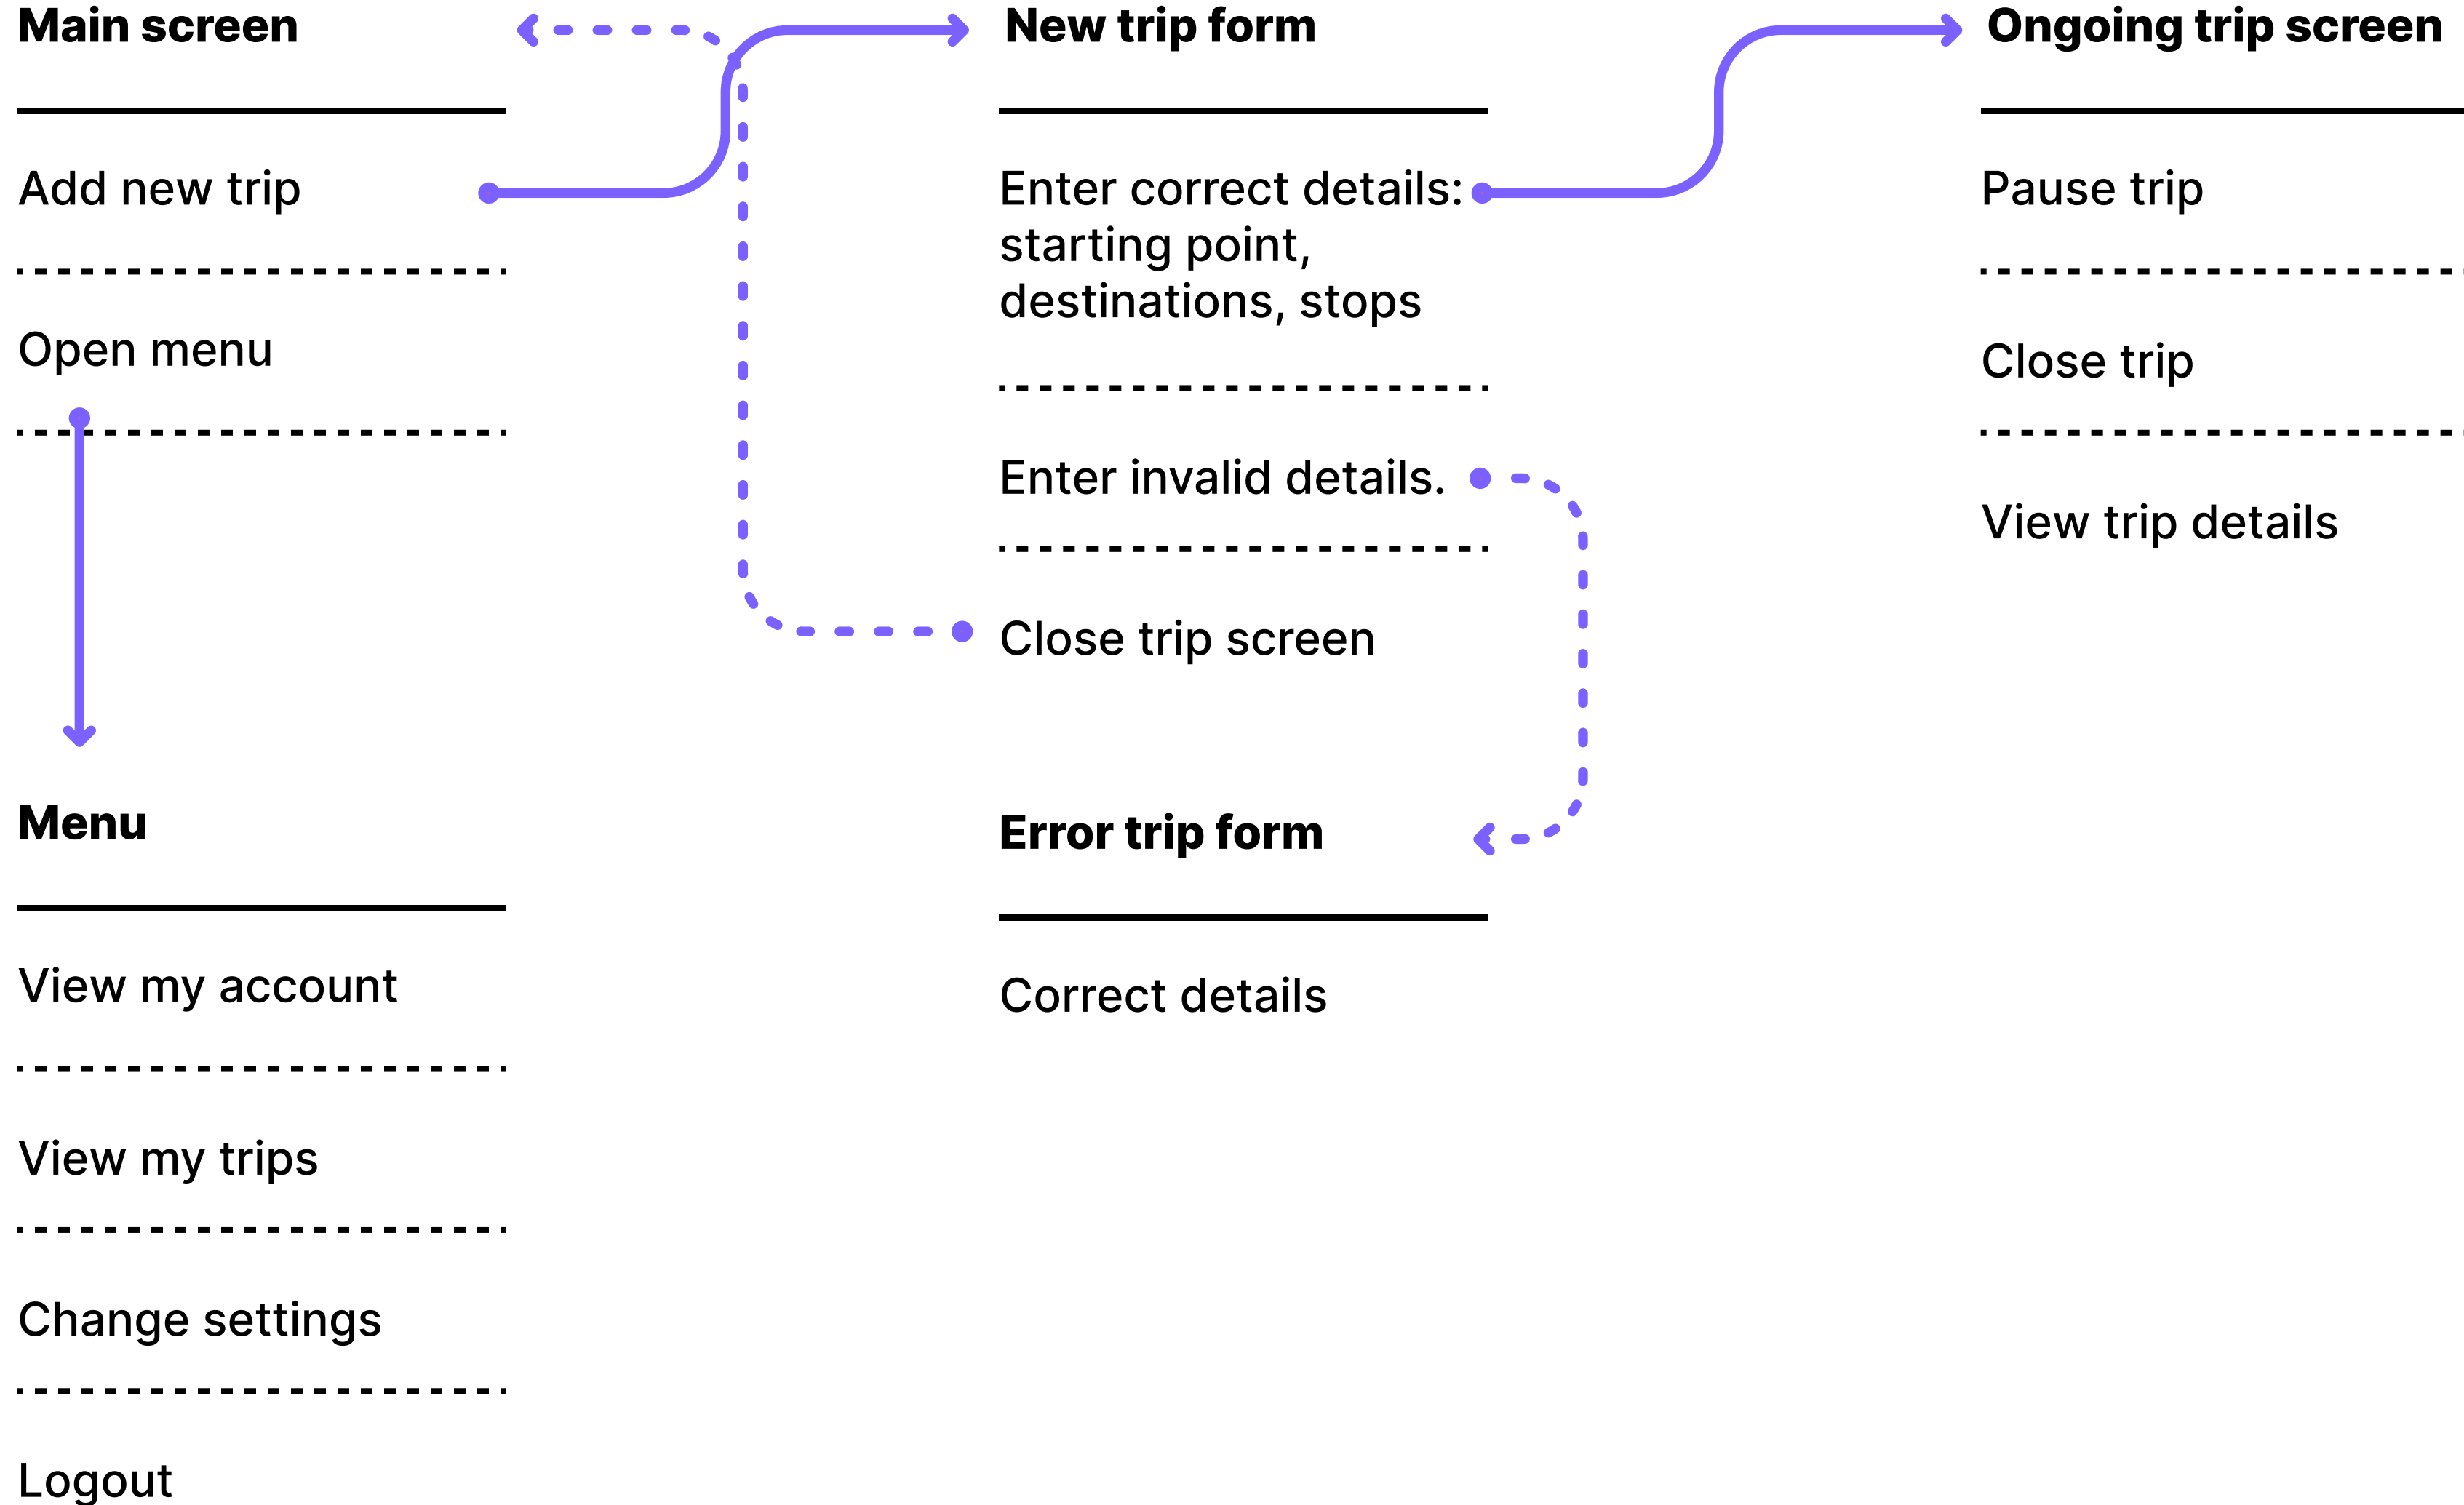 Main screen
Add new trip
Open menu
Menu
View my account
View my trips
Change settings
Logout
New trip form
Enter correct details:
starting point,
destinations, stops
Enter invalid details.
Close trip screen
Error trip form
Correct details
Ongoing trip screen
Pause trip
Close trip
View trip details